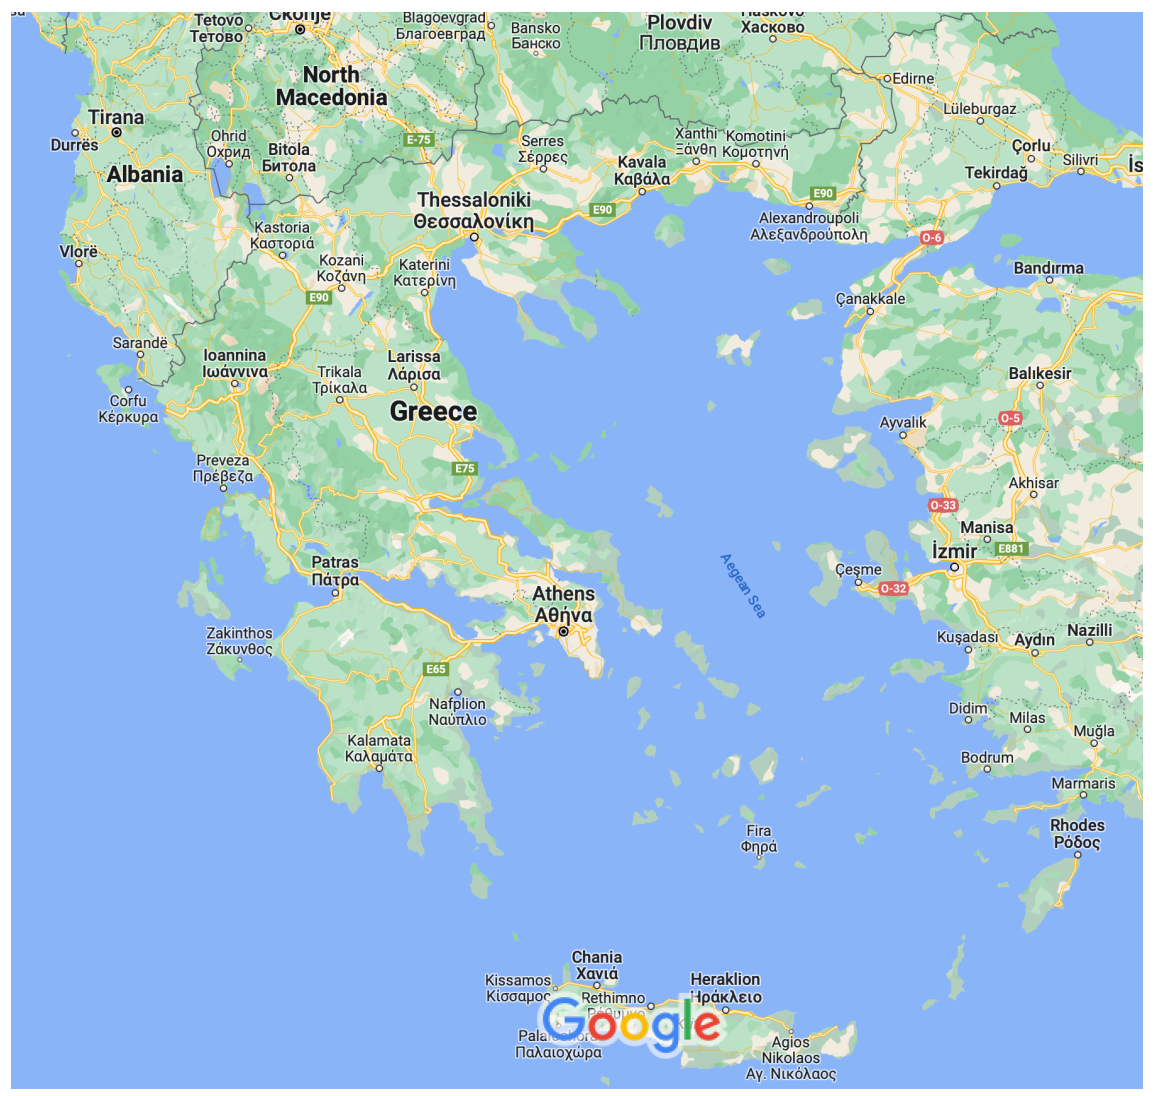 Tetovo
Тетово
Skopje
Blagoevgrad
Благоевград
Bansko
Банско
Plovdiv
Пловдив
Хасково
Edirne
Lüleburgaz
North
Macedonia
Tirana
Durrës
Ohrid
Охрид
Bitola
Битола
E-75
Serres
Σέρρες
Xanthi
Ξάνθη
Komotini
Κομοτηνή
Çorlu
Silivri
İs
Albania
Kavala
Καβάλα
Tekirdağ
Thessaloniki
Θεσσαλονίκη
E90
E90
Alexandroupoli
Αλεξανδρούπολη
O-6
Kastoria
Καστοριά
Vlorë
Kozani
Κοζάνη
Katerini
Κατερίνη
Bandırma
E90
Çanakkale
Sarandë
Ioannina
Ιωάννινα
Trikala
Τρίκαλα
Larissa
Λάρισα
Balıkesir
Corfu
Κέρκυρα
Greece
O-5
Ayvalık
Preveza
Πρέβεζα
E75
Akhisar
O-33
Manisa
İzmir
E881
Patras
Πάτρα
Aegean Sea
Çeşme
O-32
Athens
Αθήνα
Zakinthos
Ζάκυνθος
Kuşadası
Aydın
Nazilli
E65
Nafplion
Ναύπλιο
Didim
Milas
Muğla
Kalamata
Καλαμάτα
Bodrum
Marmaris
Fira
Φηρά
Rhodes
Ρόδος
Chania
Χανιά
Kissamos
Κίσσαμος
Rethimno
Heraklion
Ηράκλειο
Google
Παλαιοχώρα
Agios
Nikolaos
Αγ. Νικόλαος